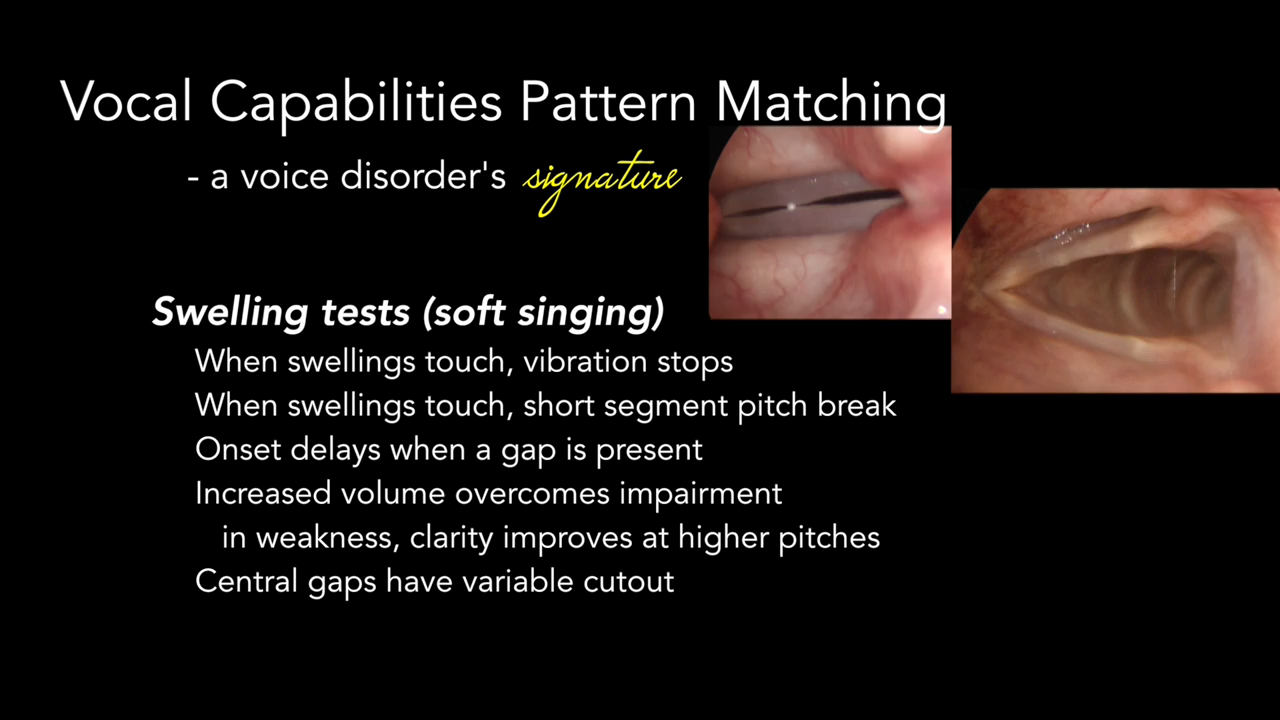 Vocal Capabilities Pattern Matching
- a voice disorder's signature
Swelling tests (soft singing)
When swellings touch, vibration stops
When swellings touch, short segment pitch break
Onset delays when a gap is present
Increased volume overcomes impairment
in weakness, clarity improves at higher pitches
Central gaps have variable cutout